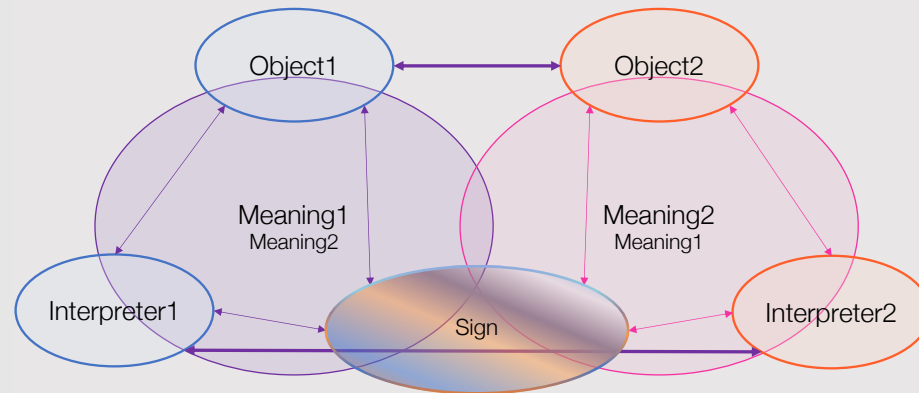 Object1
Object2
Meaning1
Meaning2
Meaning2
Meaning1
Interpreter1
Sign
Interpreter2